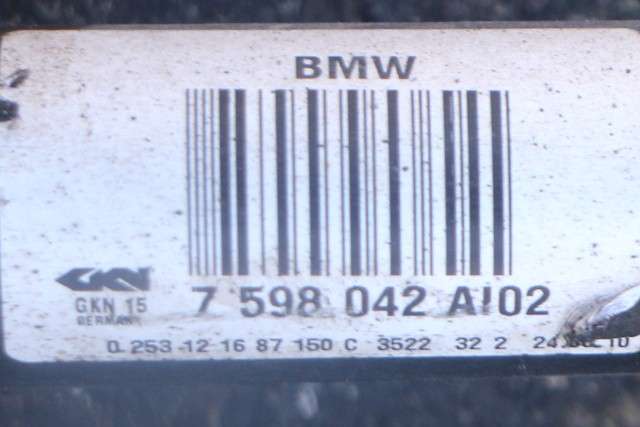 BMW
GKN
GKN 15
GERMANY
7 598 042 AI02
0 253 12 16 87 150 C 3522 32 2